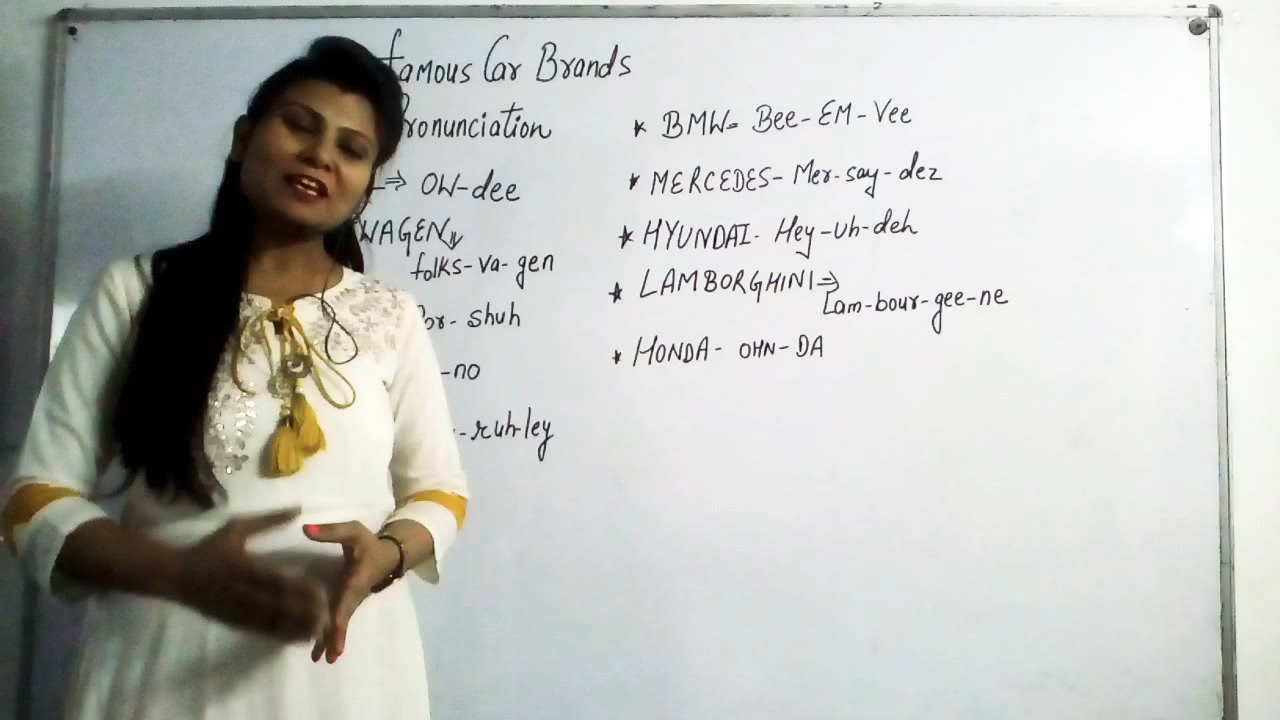 famous Car Brands
Pronunciation
⇒ OW-dee
WAGEN
folks-va-gen
Por-shuh
-no
-ruh-ley
* BMW= Bee-EM-Vee
* MERCEDES- Mer-say-dez
* HYUNDAI- Hey-uh-deh
* LAMBORGHINI ⇒
Lam-bour-gee-ne
* HONDA- OHN-DA